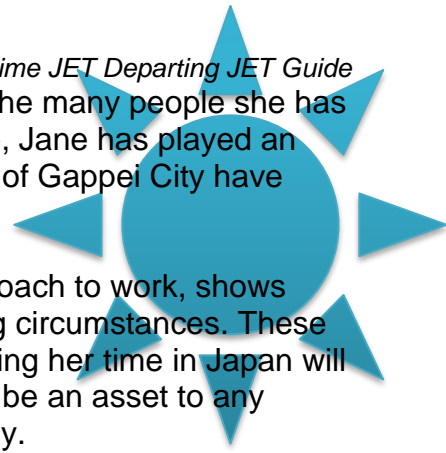 ime JET Departing JET Guide
he many people she has
, Jane has played an
of Gappei City have
oach to work, shows
g circumstances. These
ing her time in Japan will
be an asset to any
y.